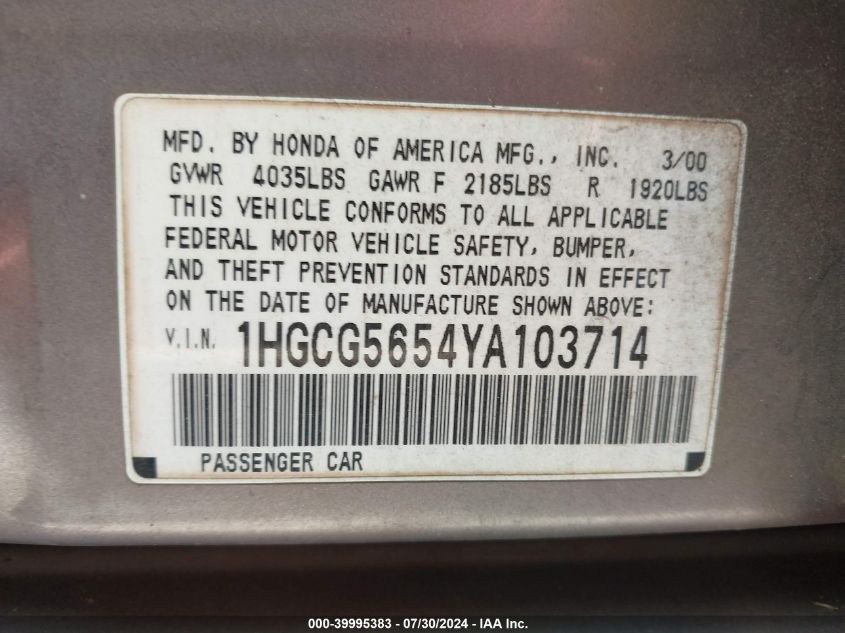 MFD. BY HONDA OF AMERICA MFG., INC. 3/00
GVWR 4035LBS GAWR F 2185LBS R 1920LBS
THIS VEHICLE CONFORMS TO ALL APPLICABLE
FEDERAL MOTOR VEHICLE SAFETY, BUMPER,
AND THEFT PREVENTION STANDARDS IN EFFECT
ON THE DATE OF MANUFACTURE SHOWN ABOVE:
V.I.N. 1HGCG5654YA103714
PASSENGER CAR
000-39995383 - 07/30/2024 - IAA Inc.